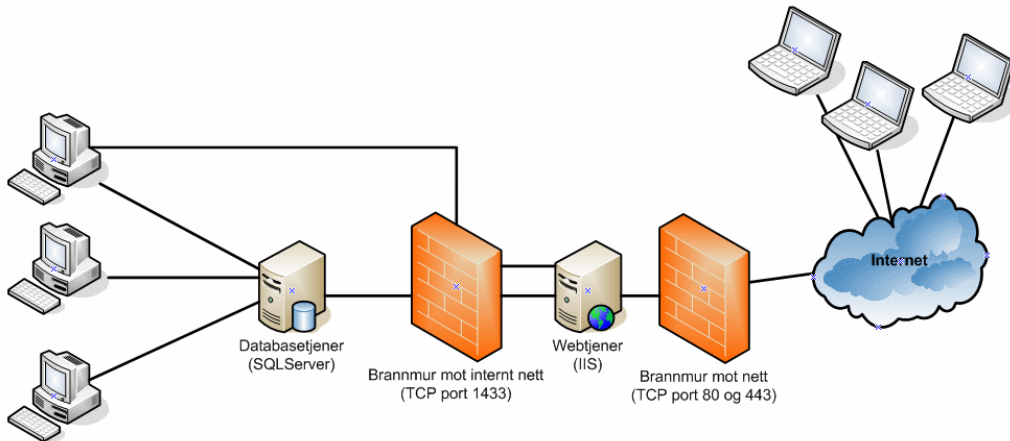 Internet
Databasetjener
(SQLServer)
Brannmur mot internt nett
(TCP port 1433)
Webtjener
(IIS)
Brannmur mot nett
(TCP port 80 og 443)